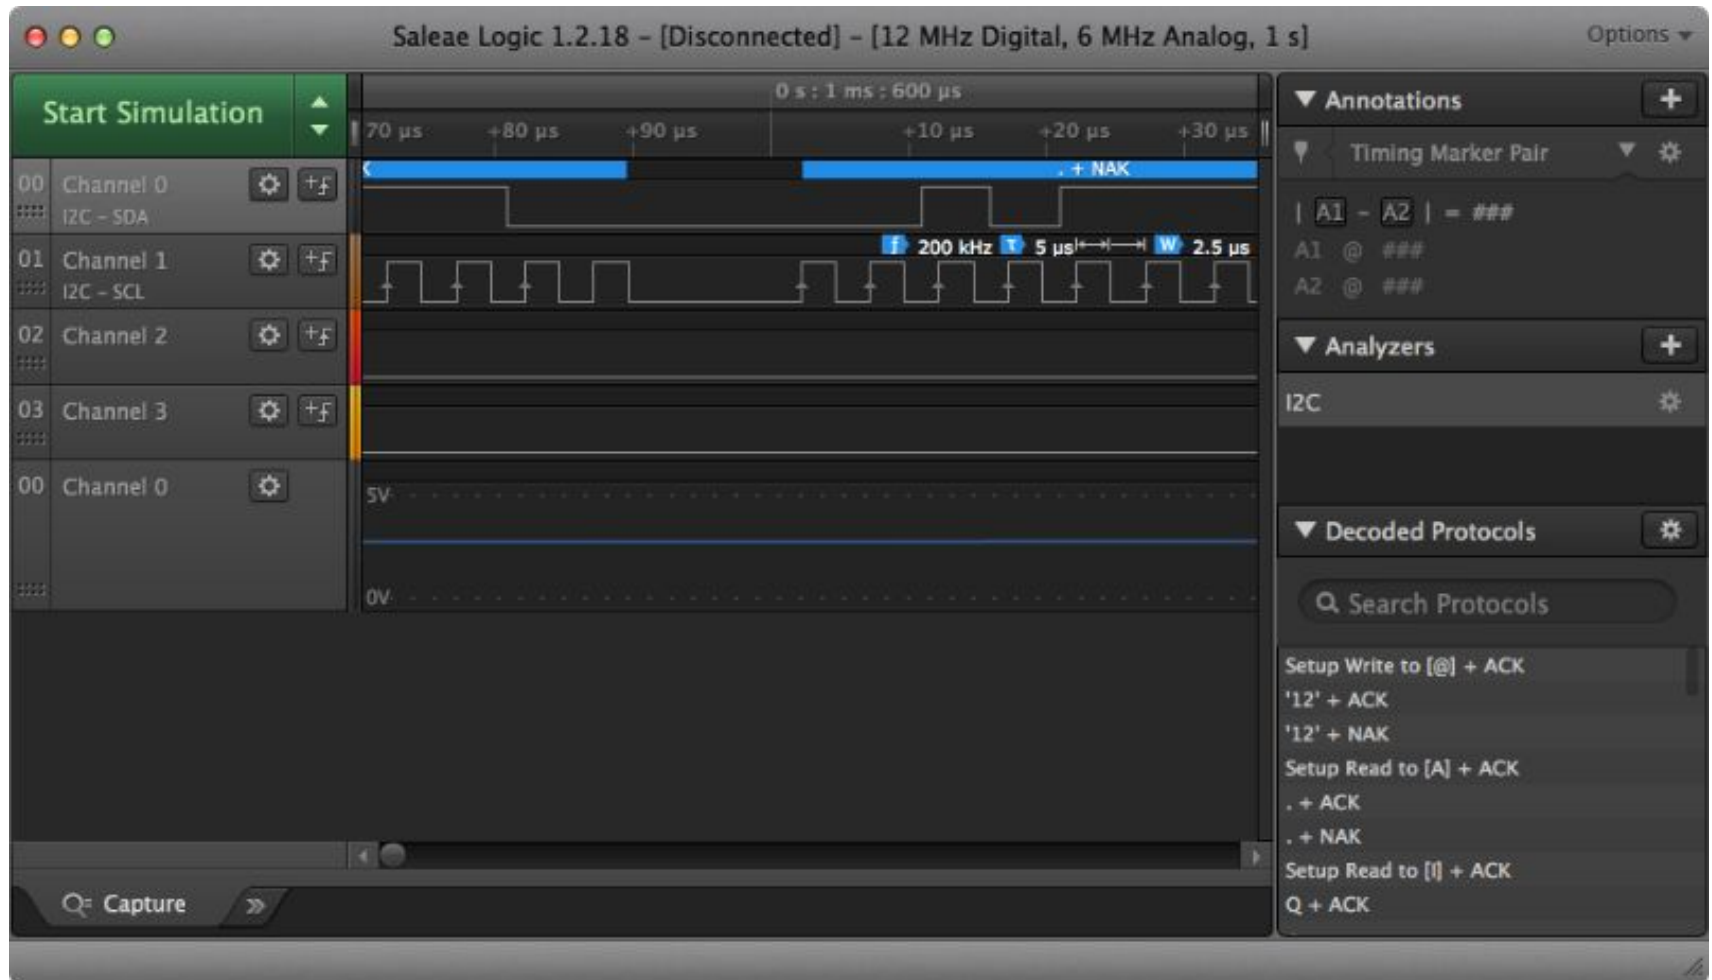 Saleae Logic 1.2.18 – [Disconnected] – [12 MHz Digital, 6 MHz Analog, 1 s]
Options
Start Simulation
0 s : 1 ms : 600 µs
70 µs +80 µs +90 µs +10 µs +20 µs +30 µs
00 Channel 0
I2C – SDA
. + NAK
01 Channel 1
I2C – SCL
f 200 kHz T 5 µs W 2.5 µs
02 Channel 2
03 Channel 3
00 Channel 0
5V
0V
Capture
Annotations
Timing Marker Pair
| A1 – A2 | = ###
A1 @ ###
A2 @ ###
Analyzers
I2C
Decoded Protocols
Search Protocols
Setup Write to [@] + ACK
'12' + ACK
'12' + NAK
Setup Read to [A] + ACK
. + ACK
. + NAK
Setup Read to [I] + ACK
Q + ACK